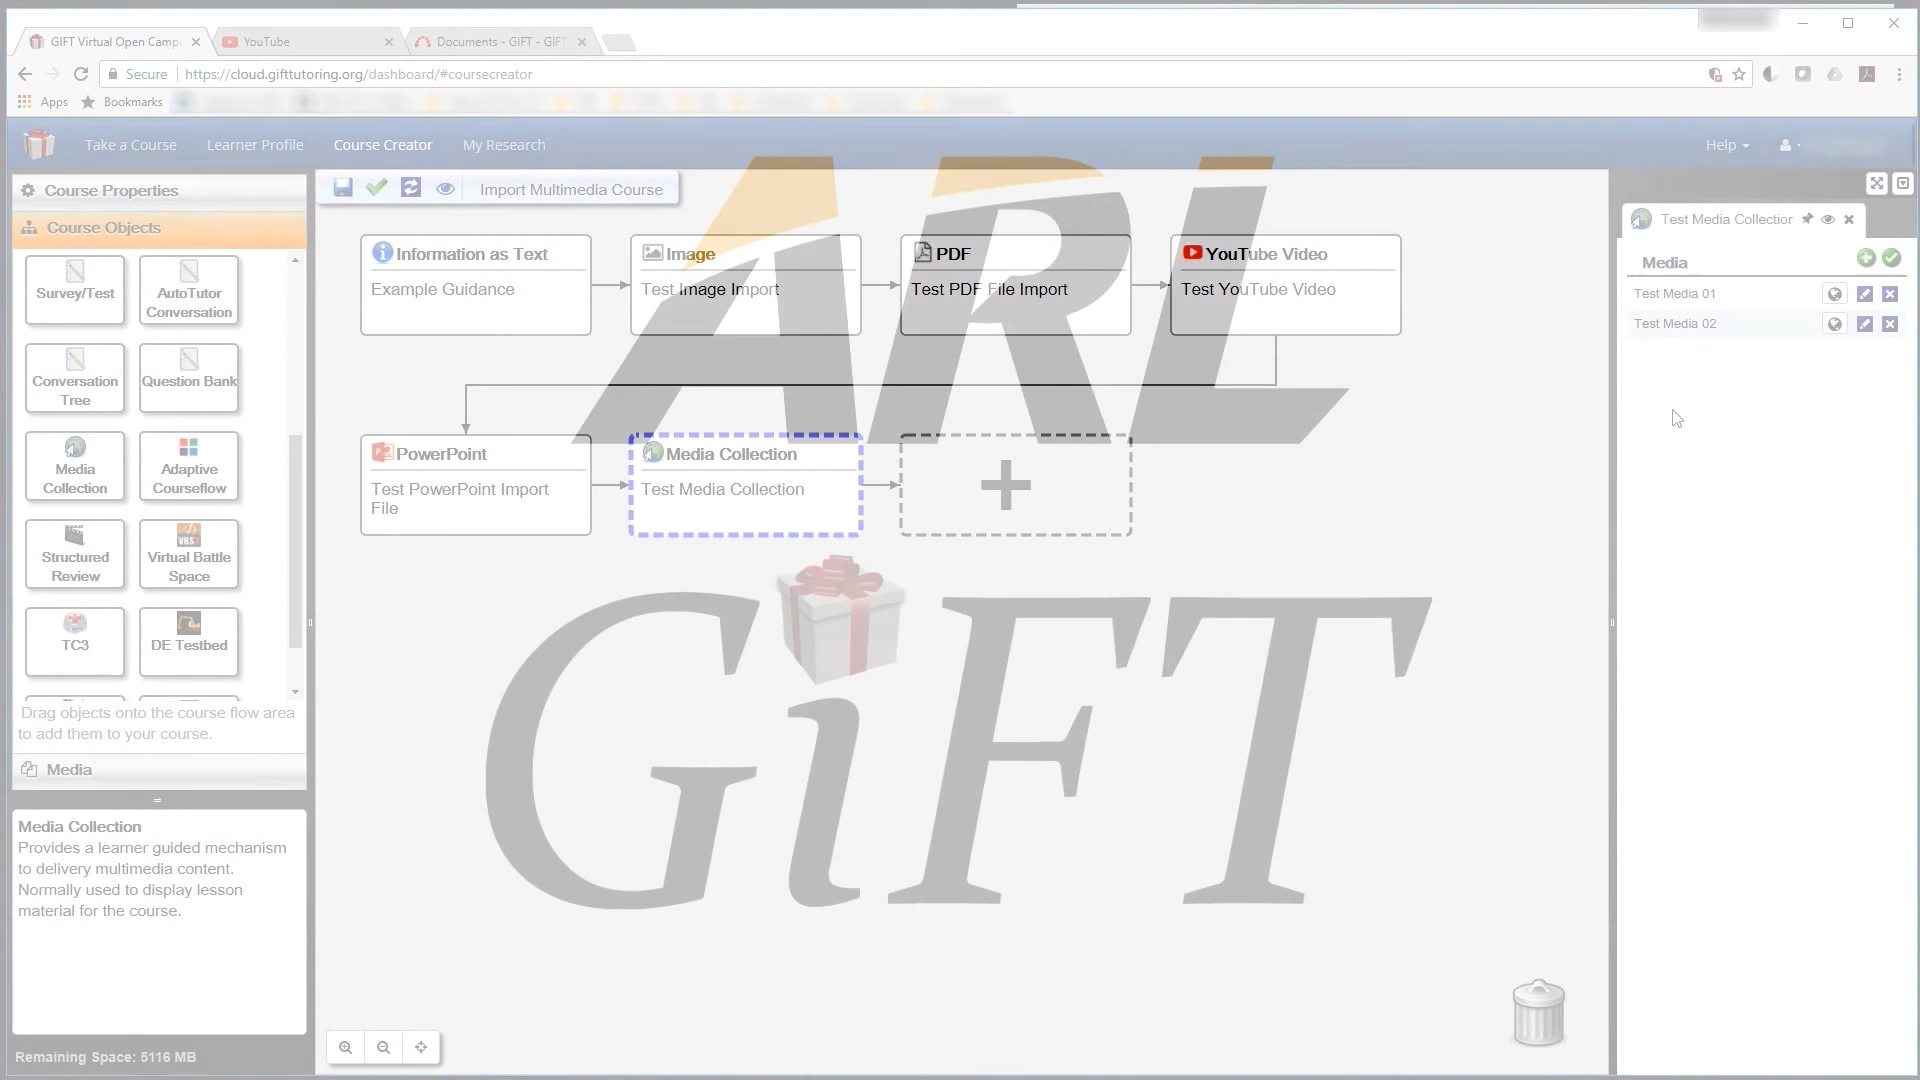 GIFT Virtual Open Camp
YouTube
Documents - GIFT - GIFT
Secure
https://cloud.gifttutoring.org/dashboard/#coursecreator
Apps
Bookmarks
Take a Course
Learner Profile
Course Creator
My Research
Help
Course Properties
Import Multimedia Course
Course Objects
Survey/Test
AutoTutor
Conversation
Conversation
Tree
Question Bank
Media
Collection
Adaptive
Courseflow
Structured
Review
VBS3
Virtual Battle
Space
TC3
DE Testbed
Drag objects onto the course flow area
to add them to your course.
Media
Media Collection
Provides a learner guided mechanism
to delivery multimedia content.
Normally used to display lesson
material for the course.
Remaining Space: 5116 MB
Information as Text
Example Guidance
Image
Test Image Import
PDF
Test PDF File Import
YouTube Video
Test YouTube Video
PowerPoint
Test PowerPoint Import
File
Media Collection
Test Media Collection
ARL
GiFT
Test Media Collection
Media
Test Media 01
Test Media 02